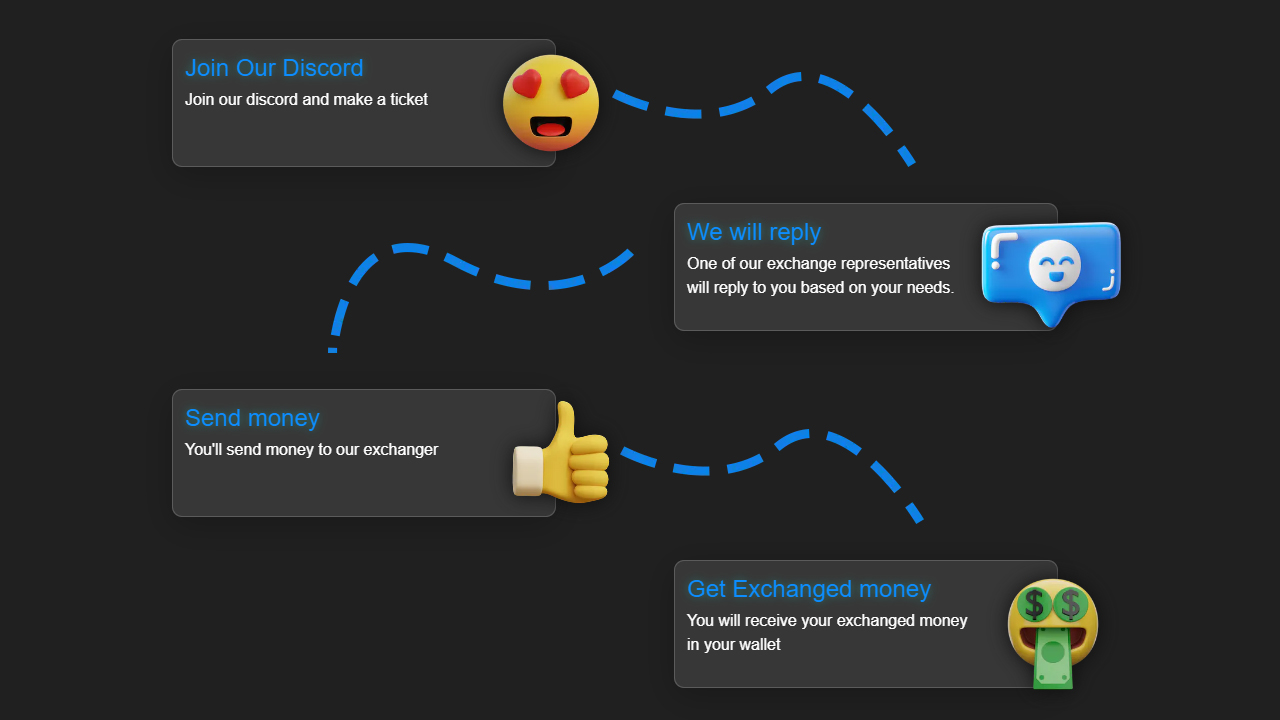 Join Our Discord
Join our discord and make a ticket
We will reply
One of our exchange representatives
will reply to you based on your needs.
Send money
You'll send money to our exchanger
Get Exchanged money
You will receive your exchanged money
in your wallet